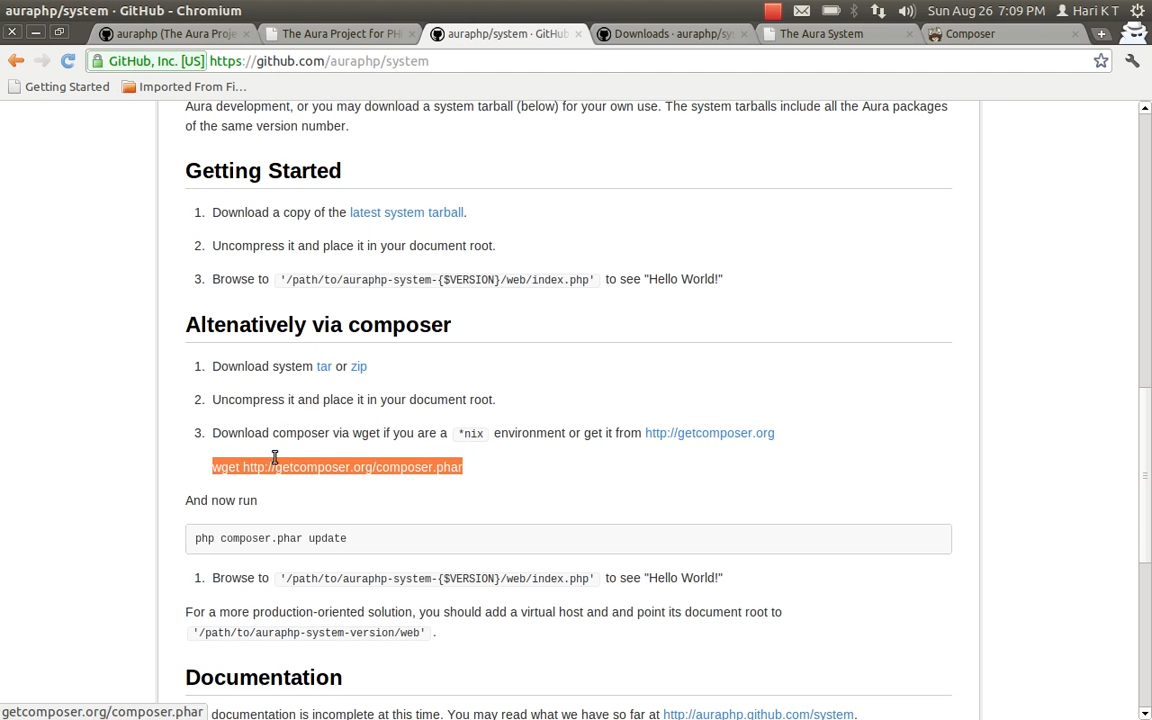 auraphp/system · GitHub - Chromium
Sun Aug 26 7:09 PM
Hari K T
auraphp (The Aura Proje
The Aura Project for PH
auraphp/system · GitHub
Downloads · auraphp/sy
The Aura System
Composer
GitHub, Inc. [US]
https://github.com/auraphp/system
Getting Started
Imported From Fi...
Aura development, or you may download a system tarball (below) for your own use. The system tarballs include all the Aura packages
of the same version number.
Getting Started
1. Download a copy of the latest system tarball.
2. Uncompress it and place it in your document root.
3. Browse to '/path/to/auraphp-system-{$VERSION}/web/index.php' to see "Hello World!"
Altenatively via composer
1. Download system tar or zip
2. Uncompress it and place it in your document root.
3. Download composer via wget if you are a *nix environment or get it from http://getcomposer.org
wget http://getcomposer.org/composer.phar
And now run
php composer.phar update
1. Browse to '/path/to/auraphp-system-{$VERSION}/web/index.php' to see "Hello World!"
For a more production-oriented solution, you should add a virtual host and and point its document root to
'/path/to/auraphp-system-version/web' .
Documentation
documentation is incomplete at this time. You may read what we have so far at http://auraphp.github.com/system.
getcomposer.org/composer.phar